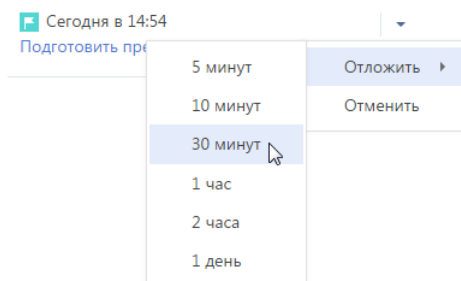 Сегодня в 14:54
Подготовить пре
5 минут
Отложить
10 минут
Отменить
30 минут
1 час
2 часа
1 день